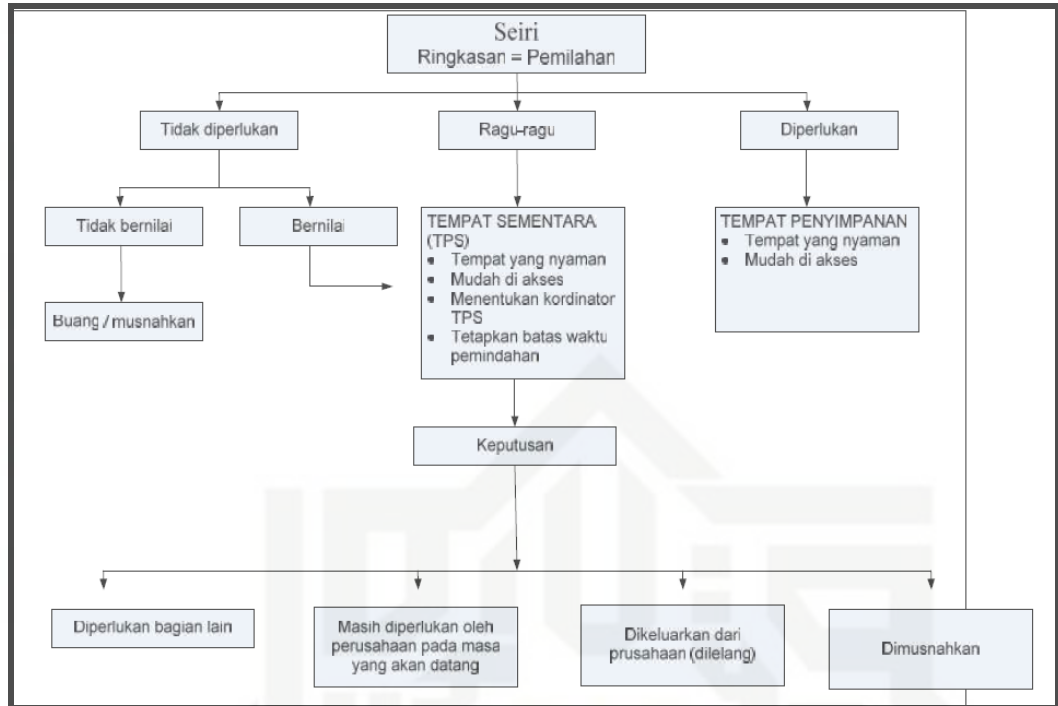 Seiri
Ringkasan = Pemilahan
Tidak diperlukan
Ragu-ragu
Diperlukan
Tidak bernilai
Bernilai
TEMPAT SEMENTARA
(TPS)
• Tempat yang nyaman
• Mudah di akses
• Menentukan kordinator
TPS
• Tetapkan batas waktu
pemindahan
TEMPAT PENYIMPANAN
• Tempat yang nyaman
• Mudah di akses
Buang / musnahkan
Keputusan
Diperlukan bagian lain
Masih diperlukan oleh
perusahaan pada masa
yang akan datang
Dikeluarkan dari
prusahaan (dilelang)
Dimusnahkan